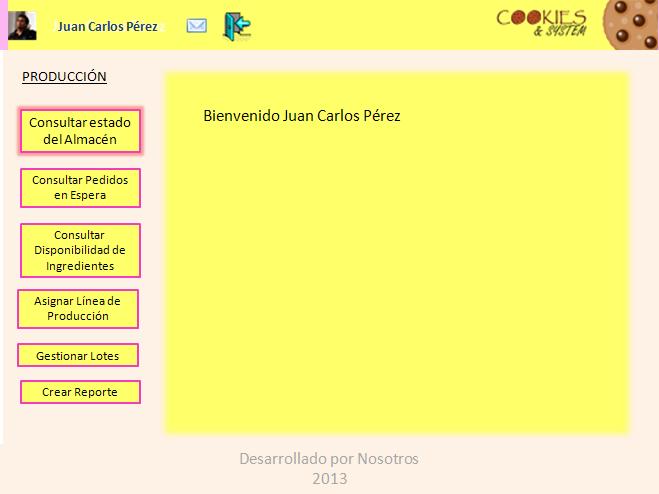 Juan Carlos Pérez
COOKIES
& SYSTEM
PRODUCCIÓN
Consultar estado
del Almacén
Consultar Pedidos
en Espera
Consultar
Disponibilidad de
Ingredientes
Asignar Línea de
Producción
Gestionar Lotes
Crear Reporte
Bienvenido Juan Carlos Pérez
Desarrollado por Nosotros
2013